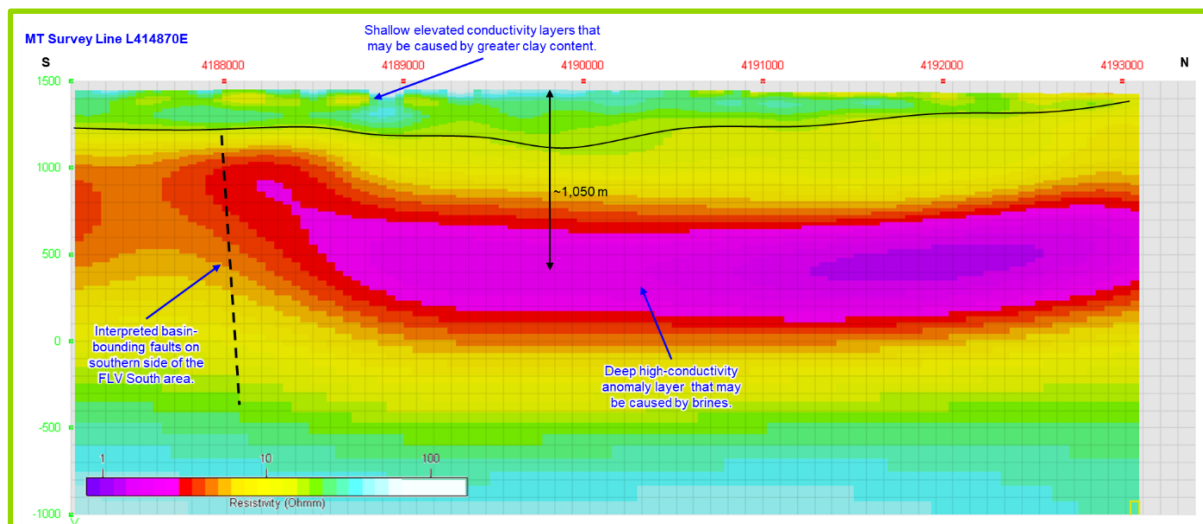 Shallow elevated conductivity layers that
may be caused by greater clay content.
MT Survey Line L414870E
S
N
4188000
4189000
4190000
4191000
4192000
4193000
1500
1000
~1,050 m
500
Interpreted basin-
bounding faults on
southern side of the
FLV South area.
0
Deep high-conductivity
anomaly layer that may
be caused by brines.
-500
1
10
100
Resistivity (Ohmm)
-1000